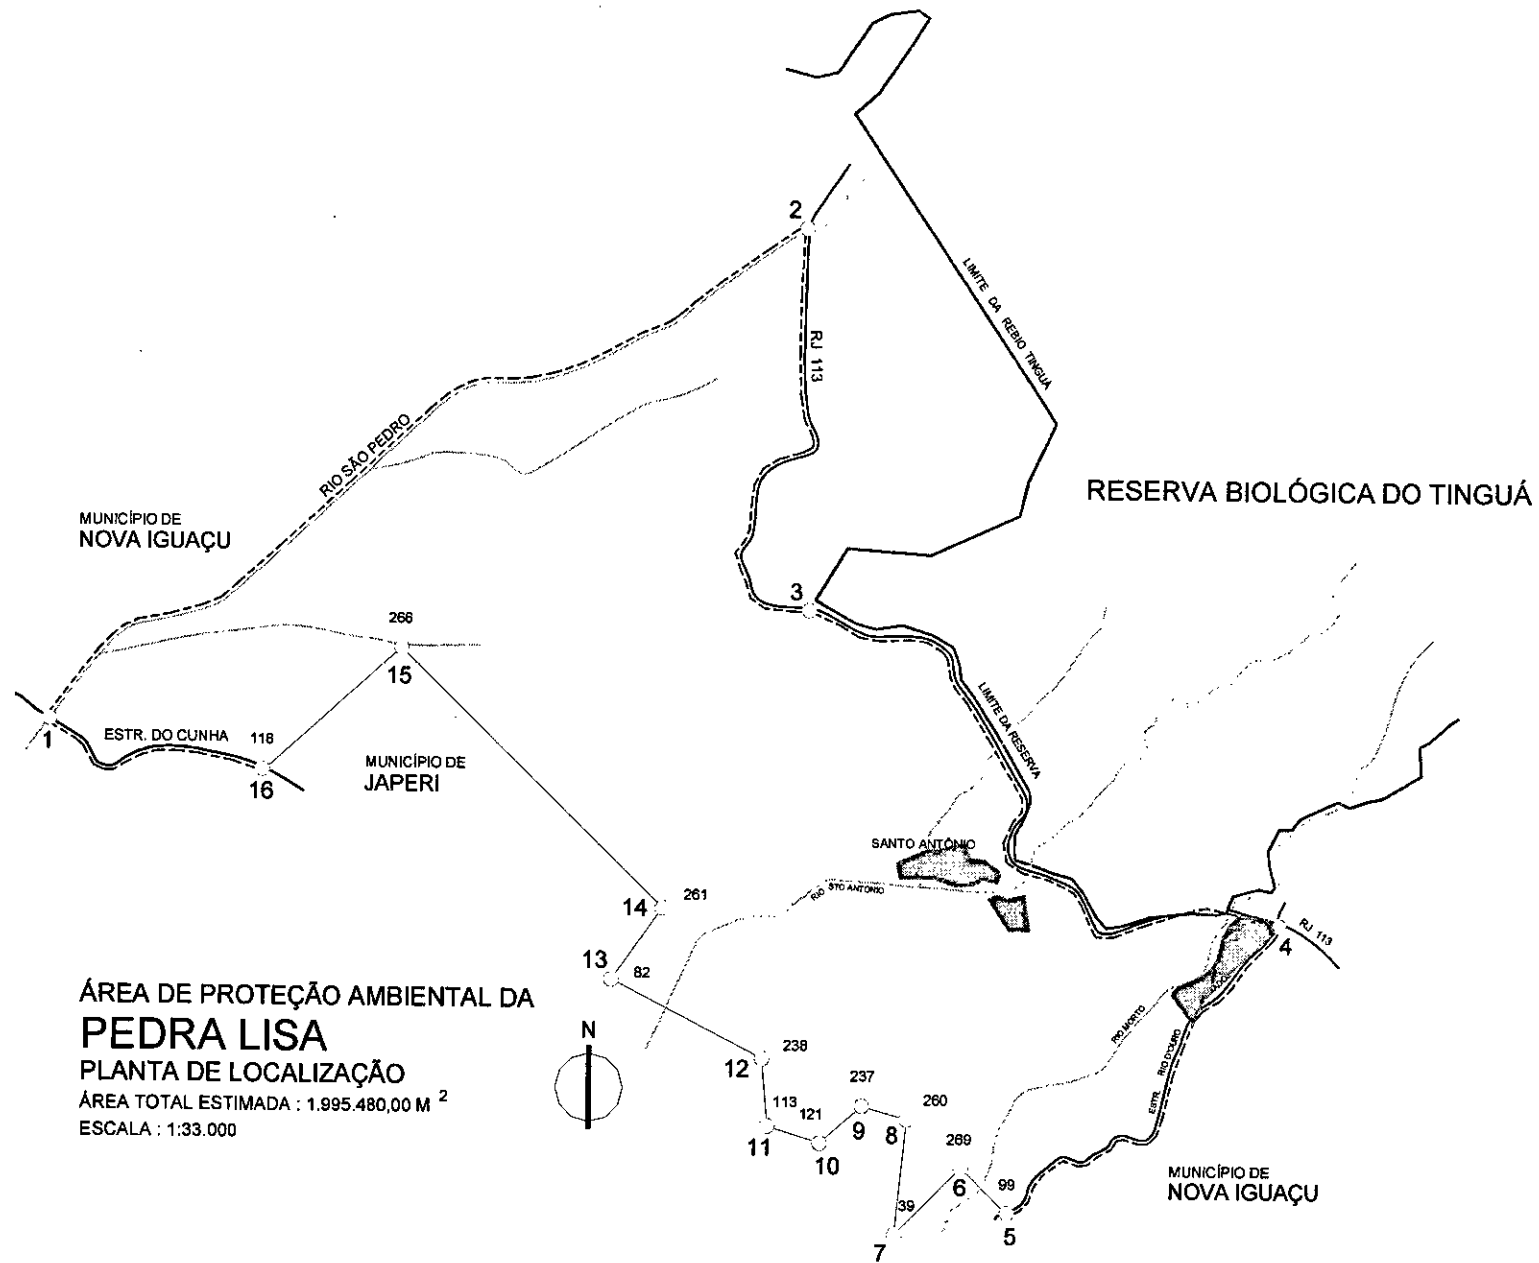 2
LIMITE DA REBIO TINGUÁ
RJ 113
RIO SÃO PEDRO
RESERVA BIOLÓGICA DO TINGUÁ
MUNICÍPIO DE
NOVA IGUAÇU
3
266
15
LIMITE DA RESERVA
1
ESTR. DO CUNHA
118
16
MUNICÍPIO DE
JAPERI
SANTO ANTÔNIO
RIO STO ANTONIO
14
261
RJ 113
4
13
82
ÁREA DE PROTEÇÃO AMBIENTAL DA
PEDRA LISA
PLANTA DE LOCALIZAÇÃO
ÁREA TOTAL ESTIMADA : 1.995.480,00 M 2
ESCALA : 1:33.000
N
RIO MORTO
ESTR. RIO D'OURO
12
238
113
11
121
10
237
9
260
8
269
6
99
5
39
7
MUNICÍPIO DE
NOVA IGUAÇU